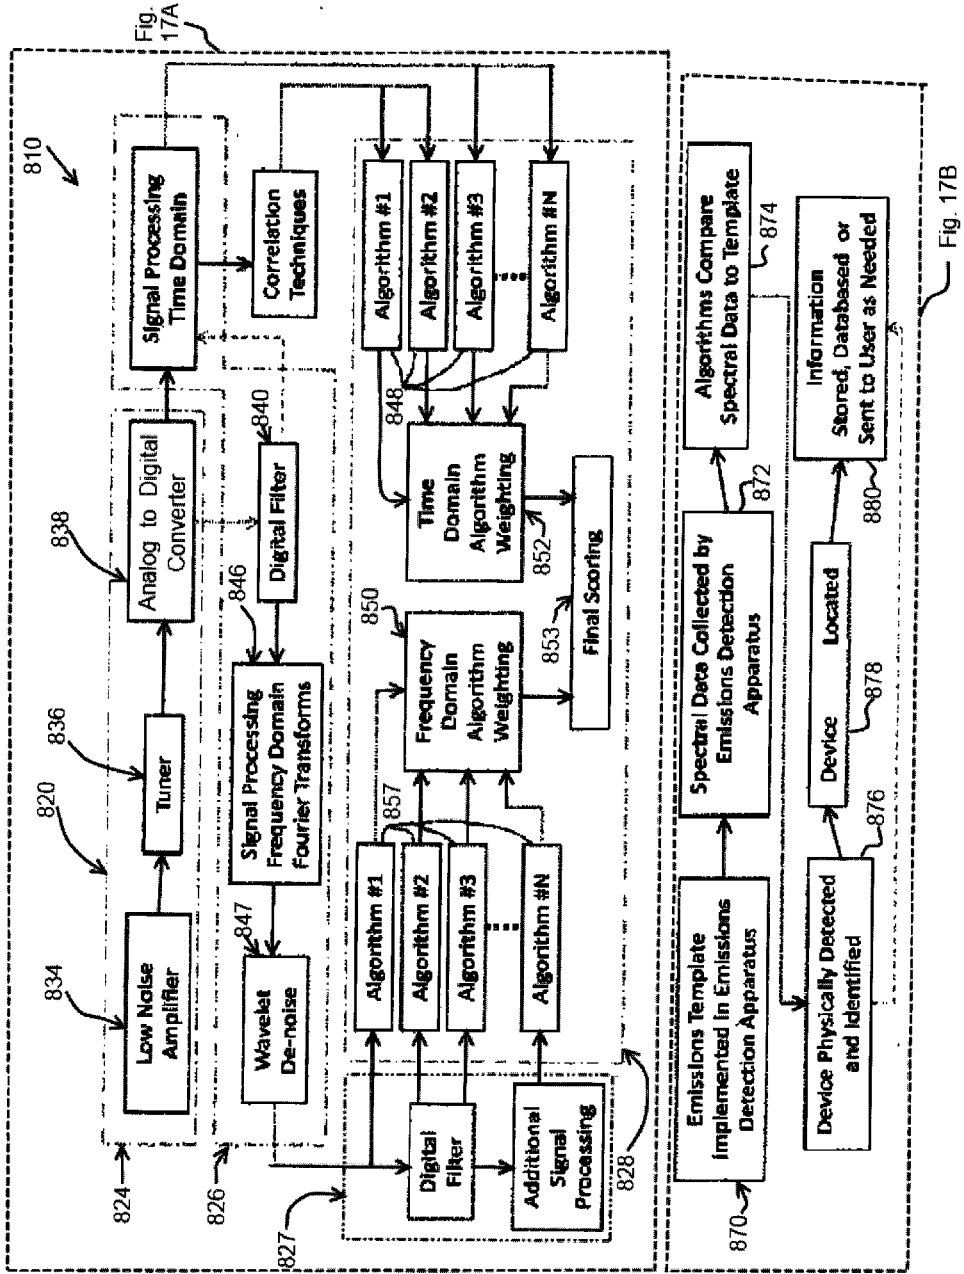 Fig.
17A
810
820
838
836
834
824
Low Noise
Amplifier
Tuner
Analog to Digital
Converter
Signal Processing
Time Domain
826
847
846
840
Wavelet
De-noise
Signal Processing
Frequency Domain
Fourier Transforms
Digital Filter
Correlation
Techniques
827
Digital
Filter
Additional
Signal
Processing
828
Algorithm #1
Algorithm #2
Algorithm #3
Algorithm #N
857
850
Frequency
Domain
Algorithm
Weighting
Time
Domain
Algorithm
Weighting
852
853
Final Scoring
848
Algorithm #1
Algorithm #2
Algorithm #3
Algorithm #N
870
Emissions Template
implemented in Emissions
Detection Apparatus
Spectral Data Collected by
Emissions Detection
Apparatus
872
Algorithms Compare
Spectral Data to Template
874
Device Physically Detected
and Identified
876
Device Located
878
Information
Stored, Databased or
Sent to User as Needed
880
Fig. 17B